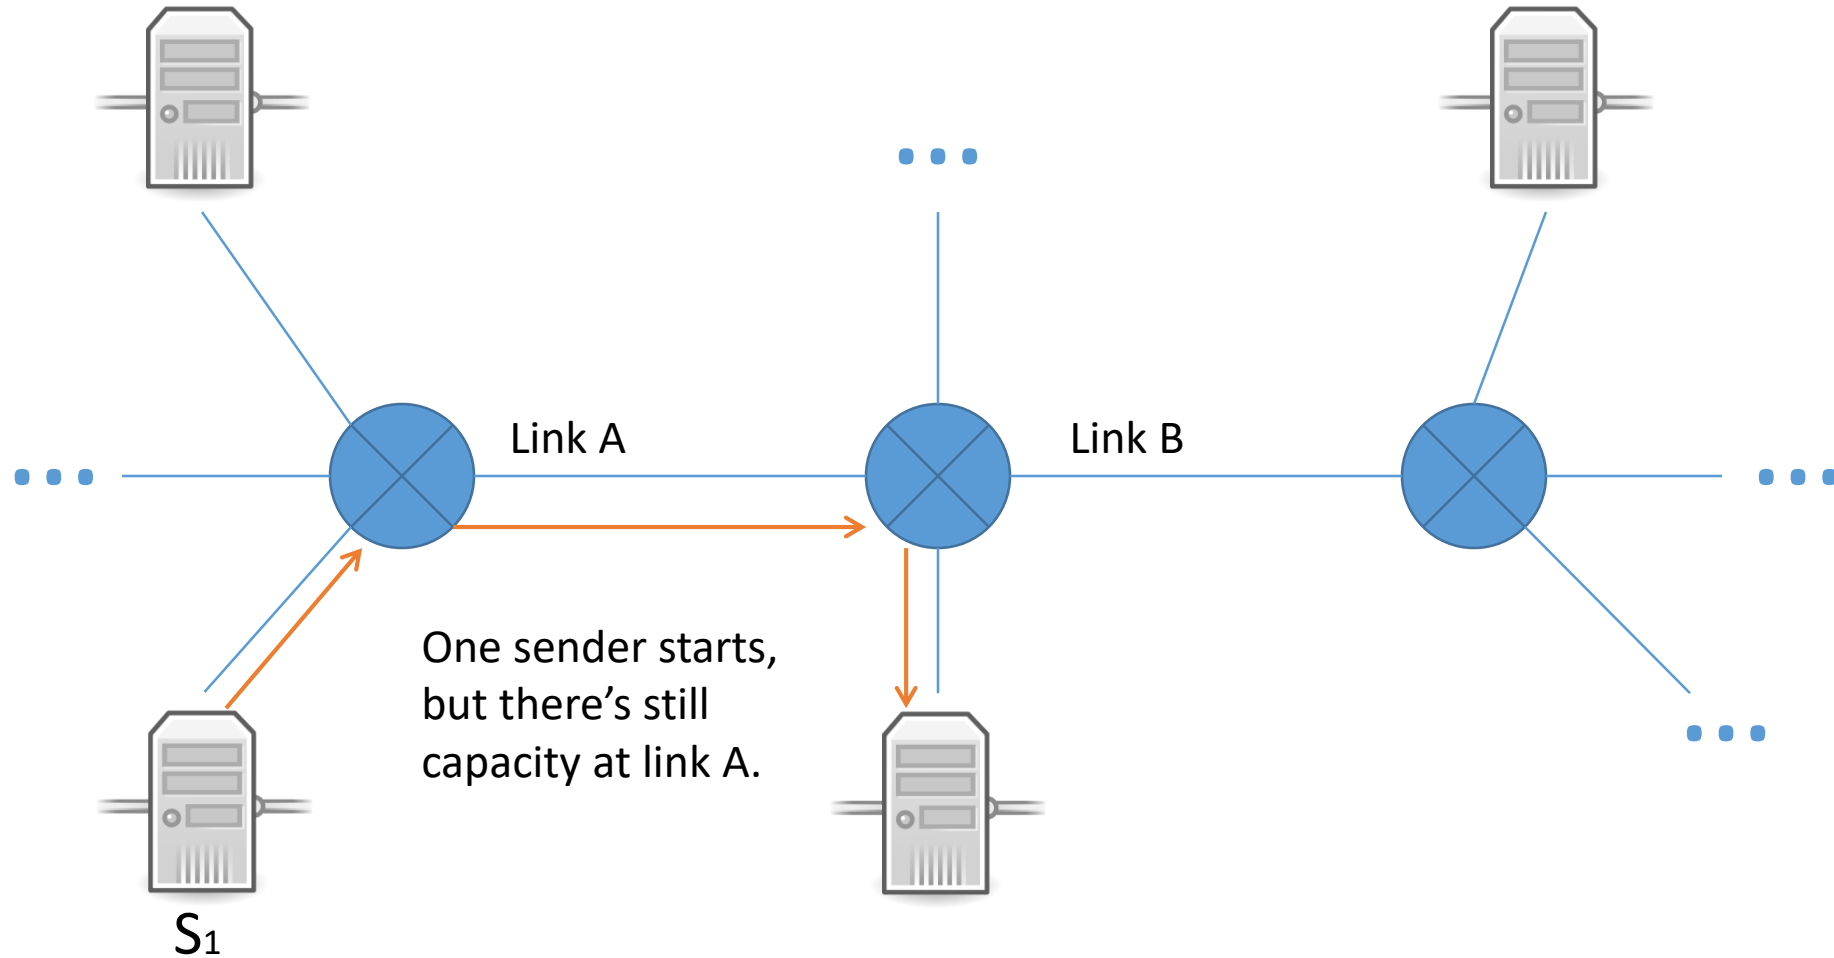 Link A
Link B
One sender starts,
but there’s still
capacity at link A.
S1